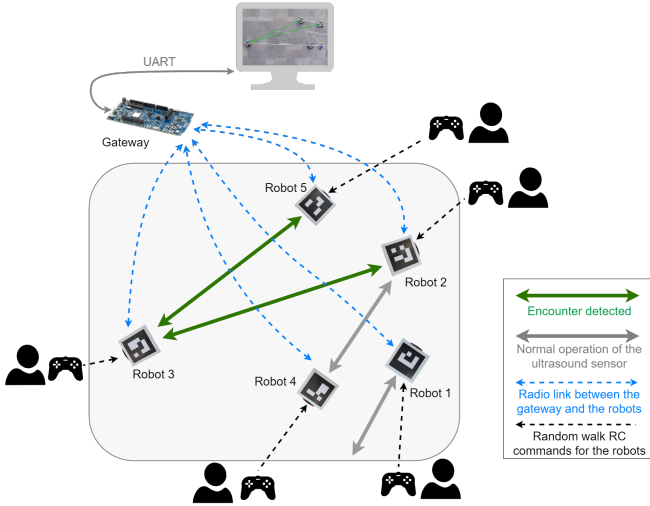 UART
Gateway
Robot 5
Robot 2
Robot 3
Robot 4
Robot 1
Encounter detected
Normal operation of the
ultrasound sensor
Radio link between the
gateway and the robots
Random walk RC
commands for the robots